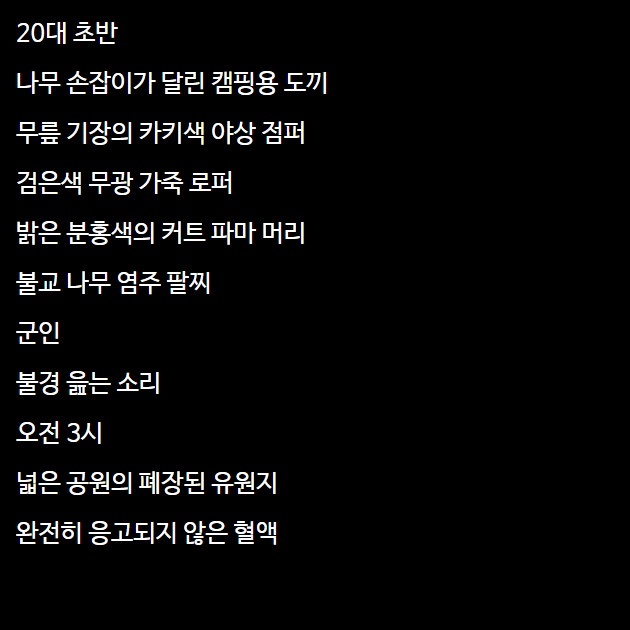 20대 초반
나무 손잡이가 달린 캠핑용 도끼
무릎 기장의 카키색 야상 점퍼
검은색 무광 가죽 로퍼
밝은 분홍색의 커트 파마 머리
불교 나무 염주 팔찌
군인
불경 읊는 소리
오전 3시
넓은 공원의 폐장된 유원지
완전히 응고되지 않은 혈액